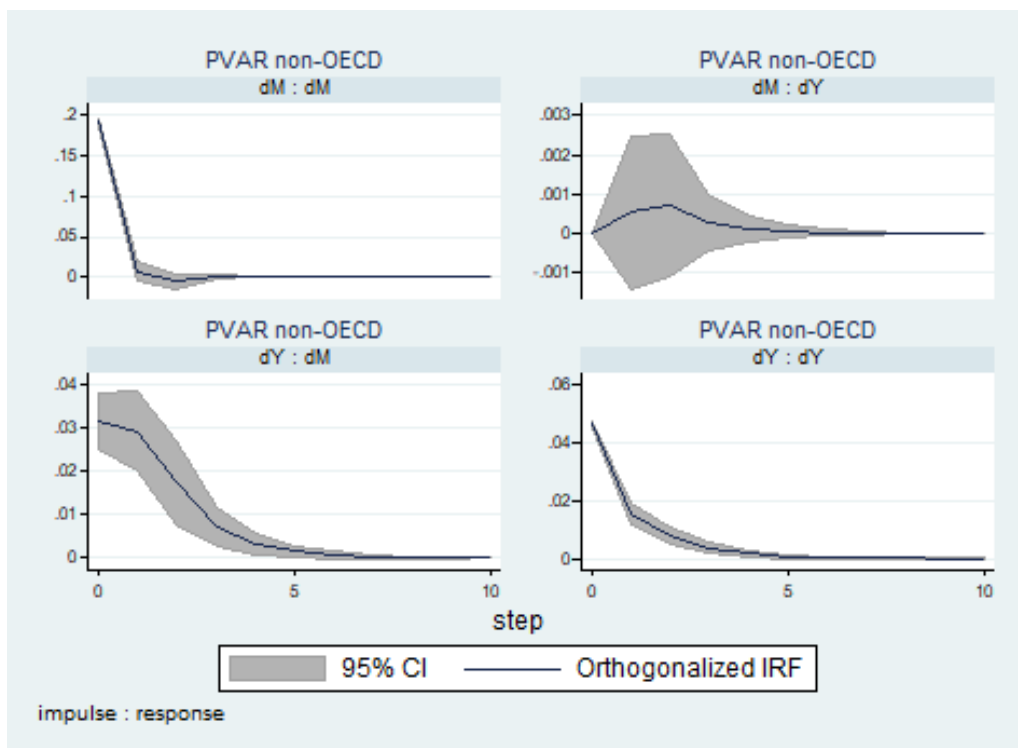 PVAR non-OECD
dM : dM
.2
.15
.1
.05
0
PVAR non-OECD
dM : dY
.003
.002
.001
0
-.001
PVAR non-OECD
dY : dM
.04
.03
.02
.01
0
0 5 10
PVAR non-OECD
dY : dY
.06
.04
.02
0
0 5 10
step
95% CI Orthogonalized IRF
impulse : response